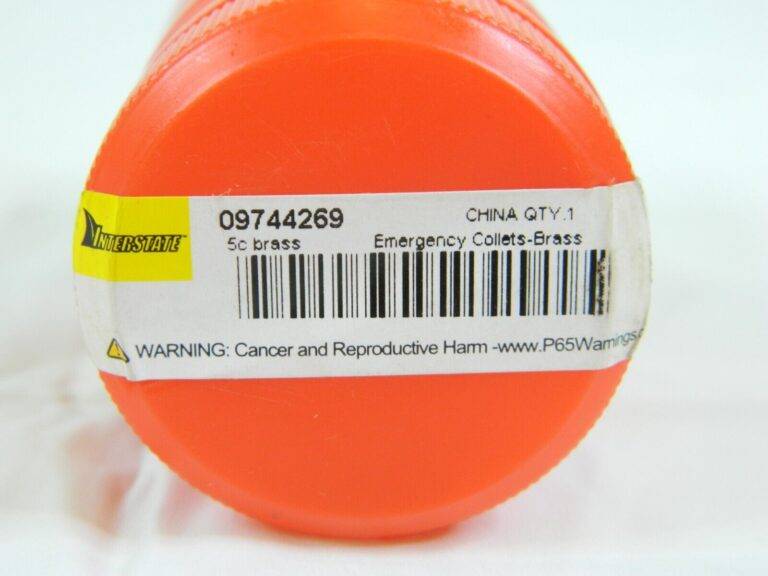 INTERSTATE
09744269 CHINA QTY.1
5c brass Emergency Collets-Brass
WARNING: Cancer and Reproductive Harm -www.P65Warnings.